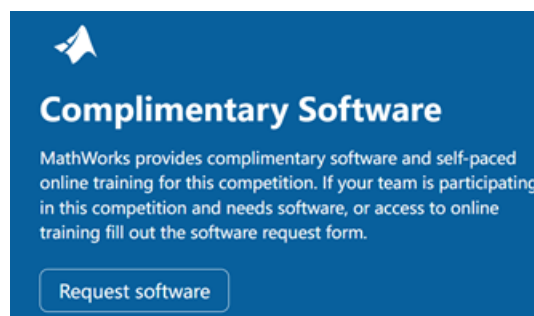 Complimentary Software
MathWorks provides complimentary software and self-paced
online training for this competition. If your team is participating
in this competition and needs software, or access to online
training fill out the software request form.
Request software